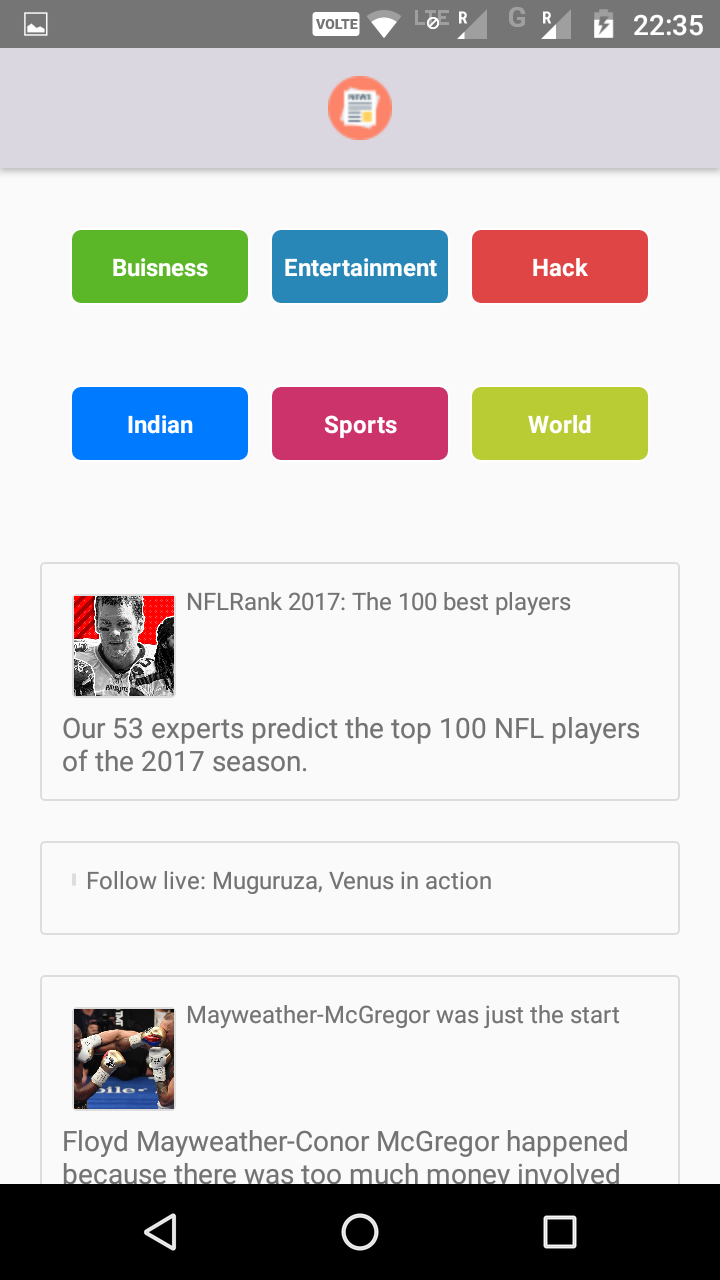 VOLTE LTE R G R 22:35
NEWS
Buisness Entertainment Hack
Indian Sports World
NFLRank 2017: The 100 best players
Our 53 experts predict the top 100 NFL players
of the 2017 season.
Follow live: Muguruza, Venus in action
Mayweather-McGregor was just the start
Floyd Mayweather-Conor McGregor happened
because there was too much money involved